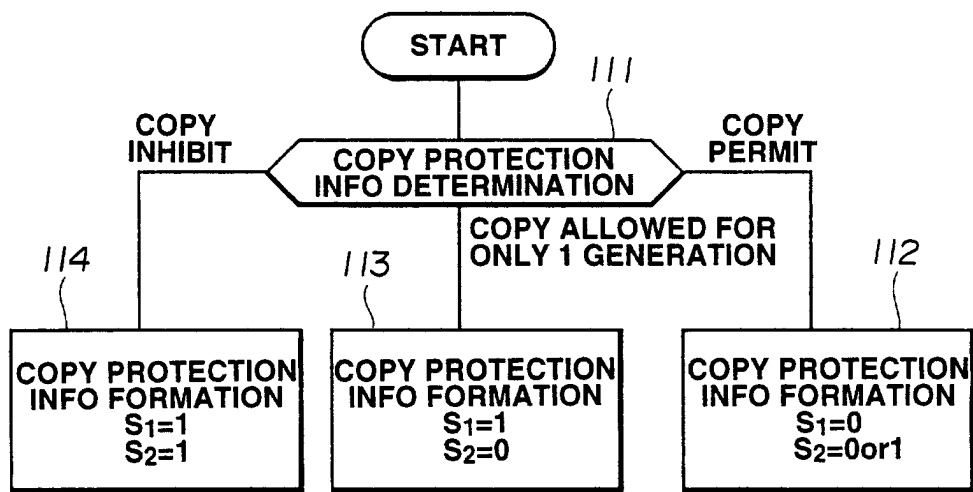 START
111
COPY
INHIBIT
COPY PROTECTION
INFO DETERMINATION
COPY
PERMIT
COPY ALLOWED FOR
ONLY 1 GENERATION
114
113
112
COPY PROTECTION
INFO FORMATION
S1=1
S2=1
COPY PROTECTION
INFO FORMATION
S1=1
S2=0
COPY PROTECTION
INFO FORMATION
S1=0
S2=0or1